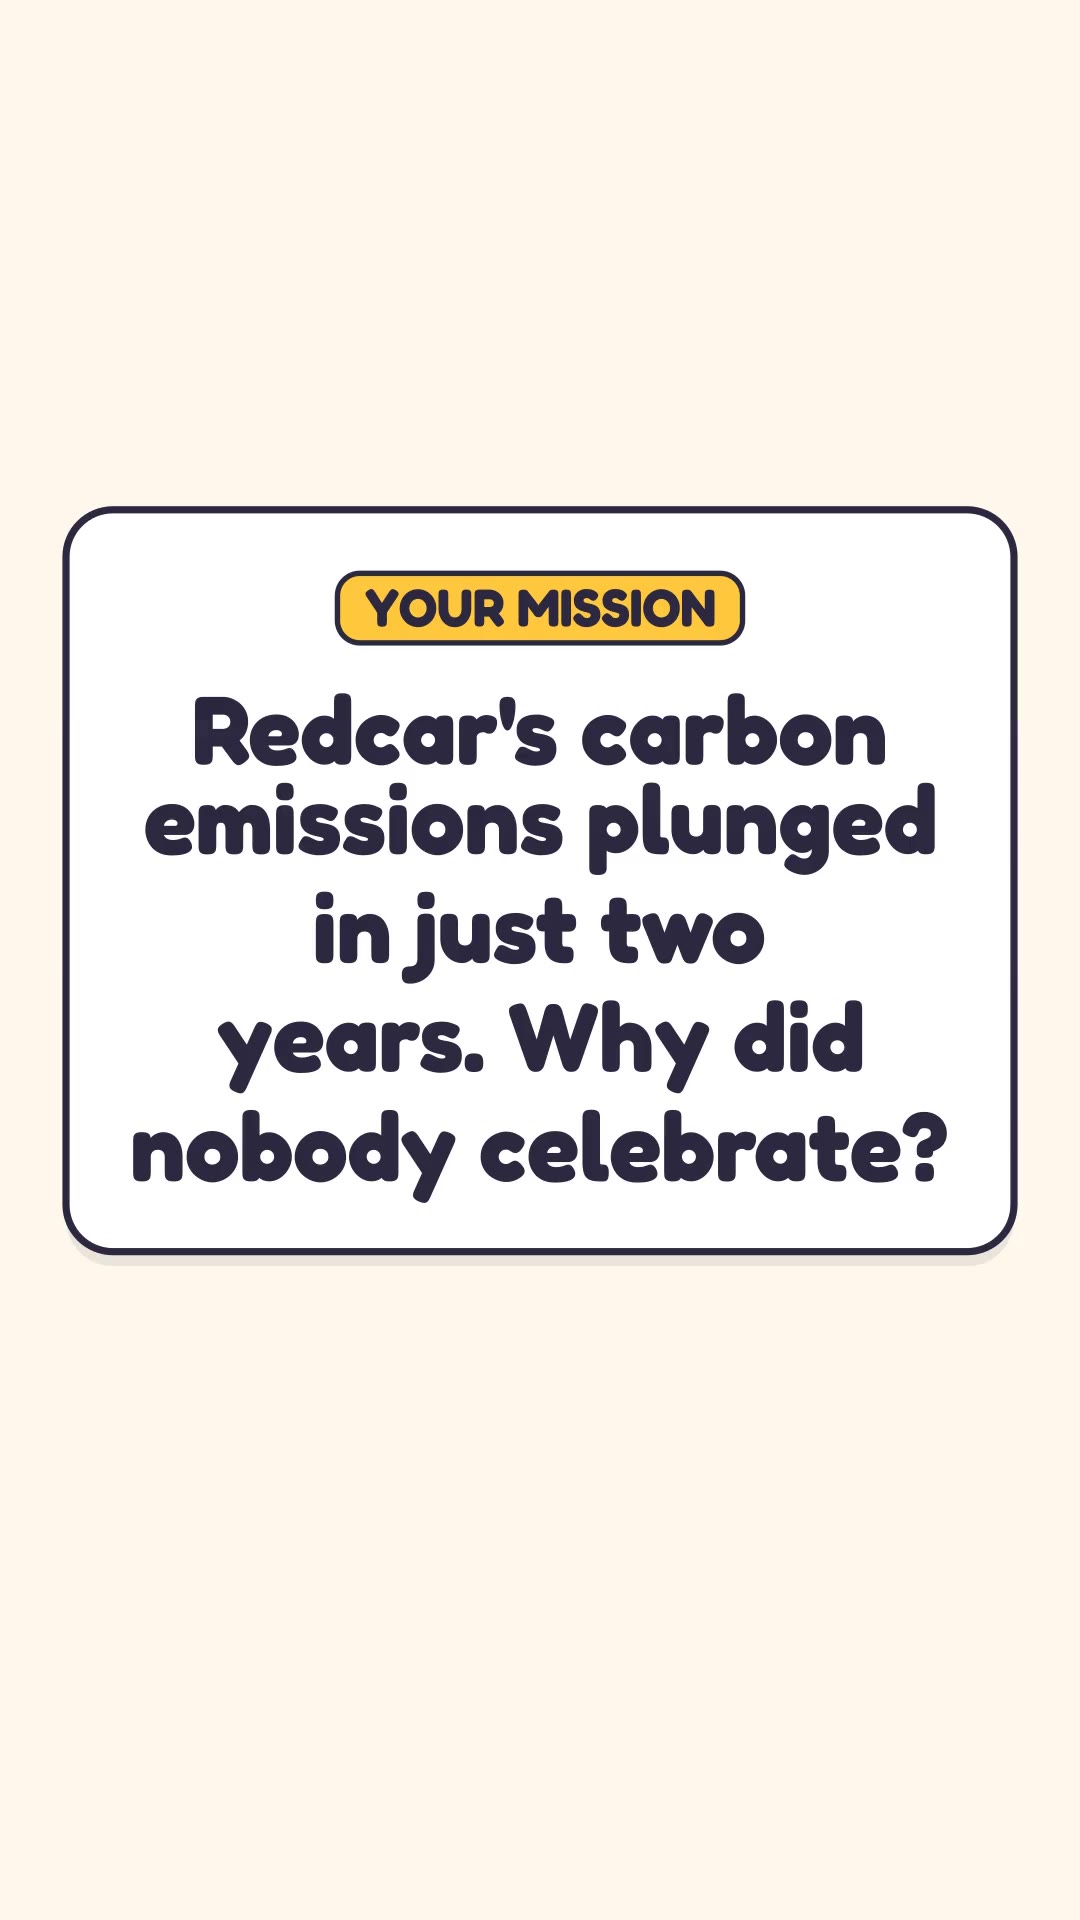 YOUR MISSION
Redcar's carbon
emissions plunged
in just two
years. Why did
nobody celebrate?